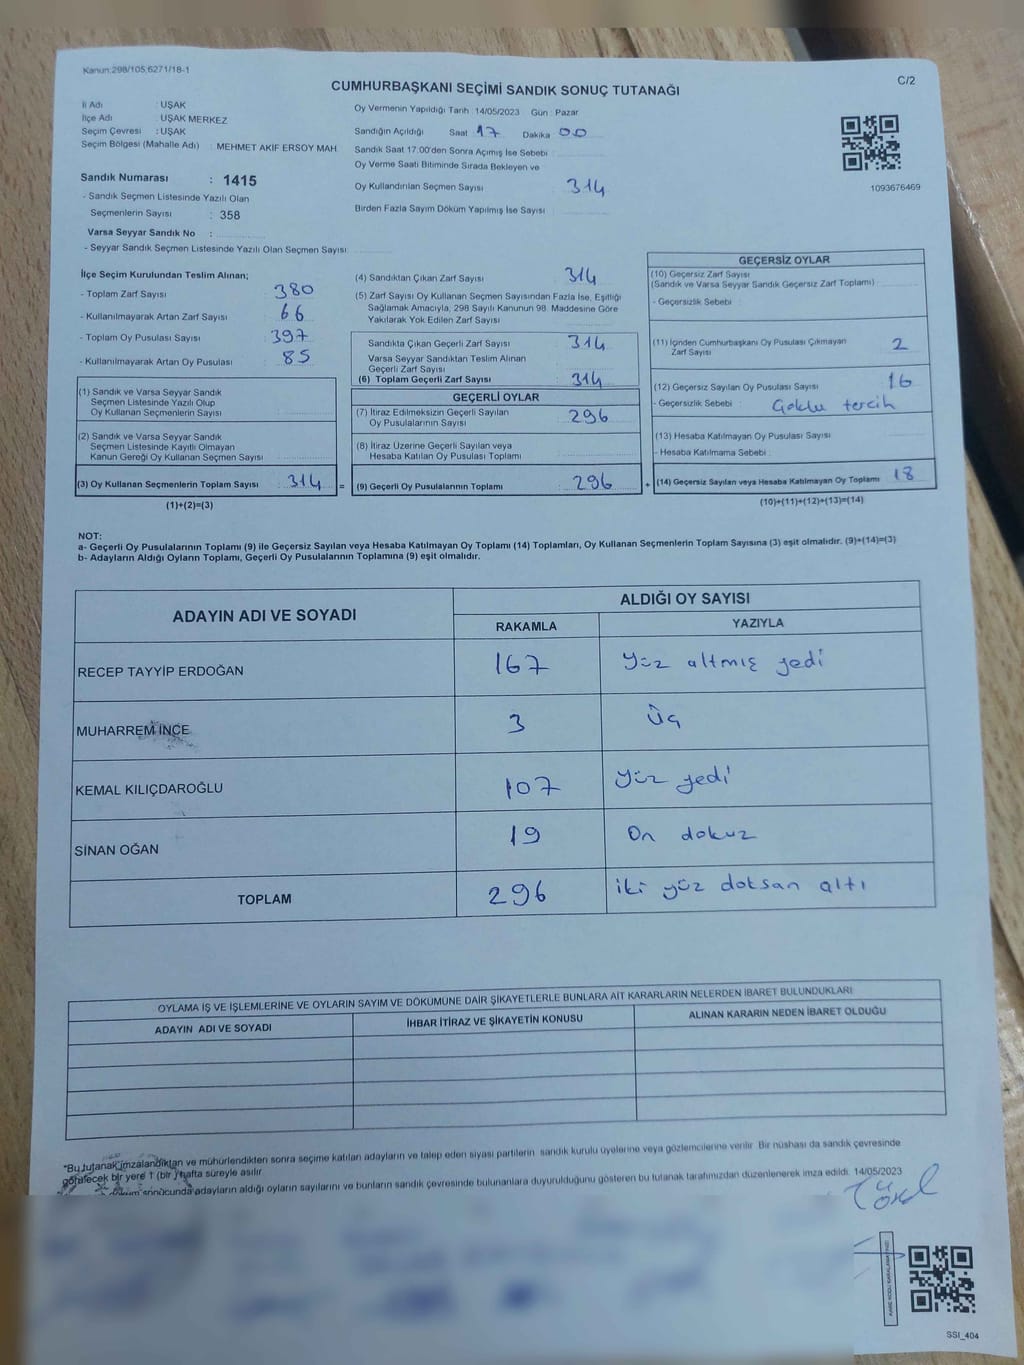 Kanun:298/105;6271/18-1
C/2
CUMHURBAŞKANI SEÇİMİ SANDIK SONUÇ TUTANAĞI
İl Adı : UŞAK
İlçe Adı : UŞAK MERKEZ
Seçim Çevresi : UŞAK
Seçim Bölgesi (Mahalle Adı) : MEHMET AKİF ERSOY MAH
Sandık Numarası : 1415
- Sandık Seçmen Listesinde Yazılı Olan
Seçmenlerin Sayısı : 358
Varsa Seyyar Sandık No :
- Seyyar Sandık Seçmen Listesinde Yazılı Olan Seçmen Sayısı:
Oy Vermenin Yapıldığı Tarih : 14/05/2023 Gün : Pazar
Sandığın Açıldığı Saat 17 Dakika 00
Sandık Saat 17:00'den Sonra Açımış İse Sebebi :
Oy Verme Saati Bitiminde Sırada Bekleyen ve
Oy Kullandırılan Seçmen Sayısı : 314
Birden Fazla Sayım Döküm Yapılmış İse Sayısı :
1093676469
İlçe Seçim Kurulundan Teslim Alınan;
- Toplam Zarf Sayısı : 380
- Kullanılmayarak Artan Zarf Sayısı : 66
- Toplam Oy Pusulası Sayısı : 397
- Kullanılmayarak Artan Oy Pusulası : 85
(1) Sandık ve Varsa Seyyar Sandık
Seçmen Listesinde Yazılı Olup
Oy Kullanan Seçmenlerin Sayısı :
(2) Sandık ve Varsa Seyyar Sandık
Seçmen Listesinde Kayıtlı Olmayan
Kanun Gereği Oy Kullanan Seçmen Sayısı :
(3) Oy Kullanan Seçmenlerin Toplam Sayısı : 314 =
(1)+(2)=(3)
(4) Sandıktan Çıkan Zarf Sayısı : 314
(5) Zarf Sayısı Oy Kullanan Seçmen Sayısından Fazla İse, Eşitliği
Sağlamak Amacıyla, 298 Sayılı Kanunun 98. Maddesine Göre
Yakılarak Yok Edilen Zarf Sayısı :
Sandıkta Çıkan Geçerli Zarf Sayısı : 314
Varsa Seyyar Sandıktan Teslim Alınan
Geçerli Zarf Sayısı :
(6) Toplam Geçerli Zarf Sayısı : 314
GEÇERLİ OYLAR
(7) İtiraz Edilmeksizin Geçerli Sayılan
Oy Pusulalarının Sayısı : 296
(8) İtiraz Üzerine Geçerli Sayılan veya
Hesaba Katılan Oy Pusulası Toplamı :
(9) Geçerli Oy Pusulalarının Toplamı : 296 +
GEÇERSİZ OYLAR
(10) Geçersiz Zarf Sayısı
(Sandık ve Varsa Seyyar Sandık Geçersiz Zarf Toplamı) :
- Geçersizlik Sebebi :
(11) İçinden Cumhurbaşkanı Oy Pusulası Çıkmayan
Zarf Sayısı : 2
(12) Geçersiz Sayılan Oy Pusulası Sayısı : 16
- Geçersizlik Sebebi : Çoklu tercih
(13) Hesaba Katılmayan Oy Pusulası Sayısı :
- Hesaba Katılmama Sebebi :
(14) Geçersiz Sayılan veya Hesaba Katılmayan Oy Toplamı : 18
(10)+(11)+(12)+(13)=(14)
NOT:
a- Geçerli Oy Pusulalarının Toplamı (9) ile Geçersiz Sayılan veya Hesaba Katılmayan Oy Toplamı (14) Toplamları, Oy Kullanan Seçmenlerin Toplam Sayısına (3) eşit olmalıdır. (9)+(14)=(3)
b- Adayların Aldığı Oyların Toplamı, Geçerli Oy Pusulalarının Toplamına (9) eşit olmalıdır.
ADAYIN ADI VE SOYADI
ALDIĞI OY SAYISI
RAKAMLA YAZIYLA
RECEP TAYYİP ERDOĞAN 167 Yüz altmış yedi
MUHARREM İNCE 3 Üç
KEMAL KILIÇDAROĞLU 107 Yüz yedi
SİNAN OĞAN 19 On dokuz
TOPLAM 296 iki yüz doksan altı
OYLAMA İŞ VE İŞLEMLERİNE VE OYLARIN SAYIM VE DÖKÜMÜNE DAİR ŞİKAYETLERLE BUNLARA AİT KARARLARIN NELERDEN İBARET BULUNDUKLARI
ADAYIN ADI VE SOYADI İHBAR İTİRAZ VE ŞİKAYETİN KONUSU ALINAN KARARIN NEDEN İBARET OLDUĞU
"Bu tutanak imzalandıktan ve mühürlendikten sonra seçime katılan adayların ve talep eden siyasi partilerin sandık kurulu üyelerine veya gözlemcilerine verilir. Bir nüshası da sandık çevresinde
görülecek bir yere 1 (bir) hafta süreyle asılır.
döküm sonucunda adayların aldığı oyların sayılarını ve bunların sandık çevresinde bulunanlara duyurulduğunu gösteren bu tutanak tarafımızdan düzenlenerek imza edildi. 14/05/2023
SSI_404